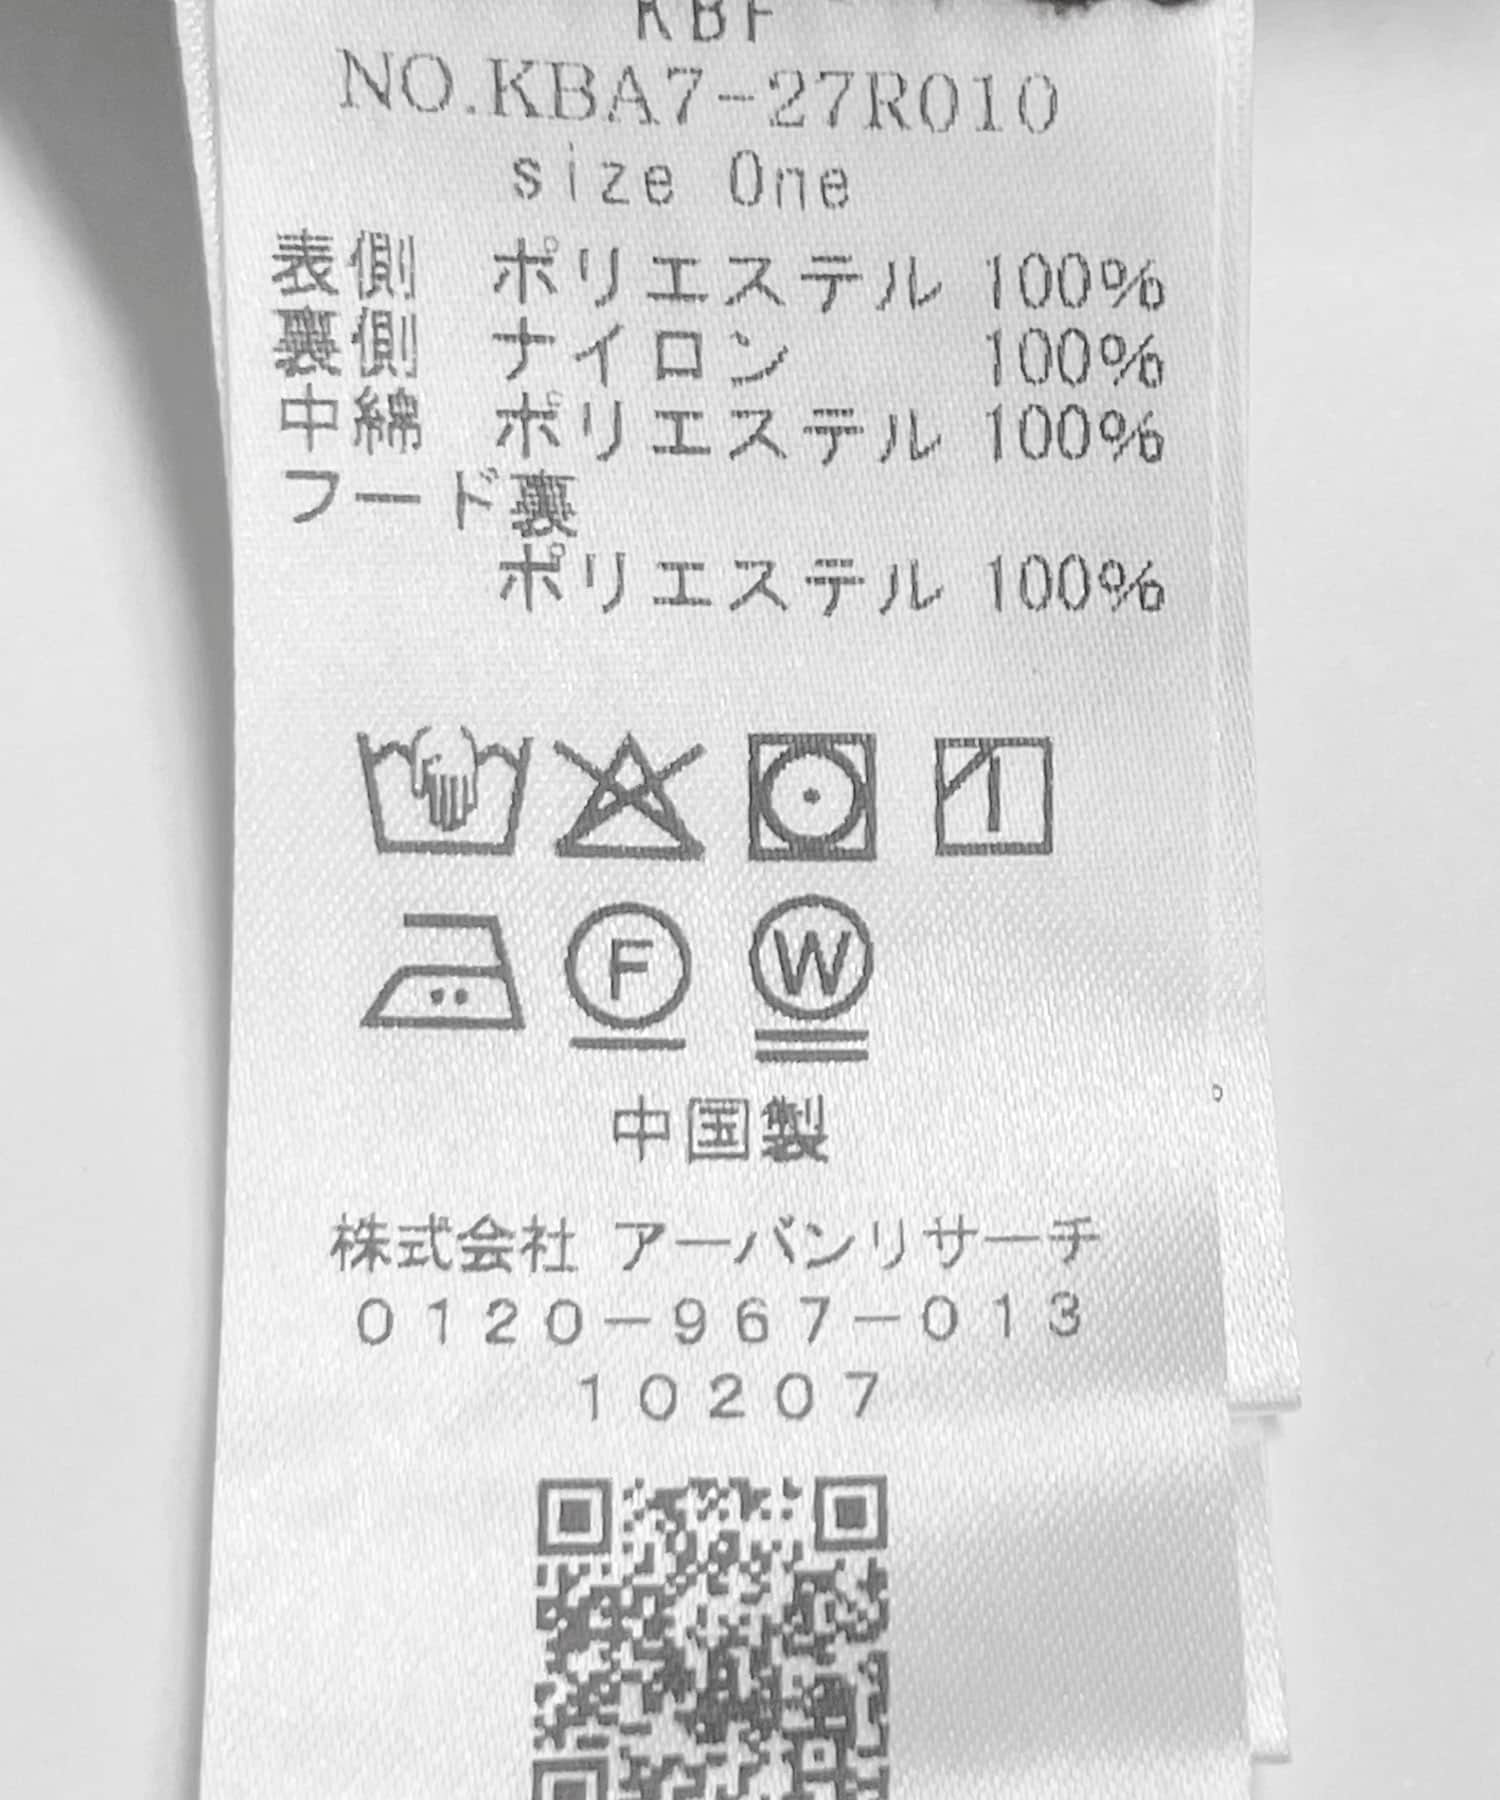 KBF
NO.KBA7-27R010
size One
表側 ポリエステル 100%
裏側 ナイロン 100%
中綿 ポリエステル 100%
フード裏
ポリエステル 100%
F W
中国製
株式会社 アーバンリサーチ
0120-967-013
10207